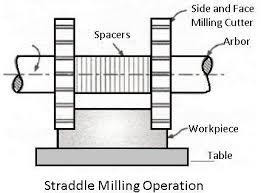 Side and Face
Milling Cutter
Spacers
Arbor
Workpiece
Table
Straddle Milling Operation